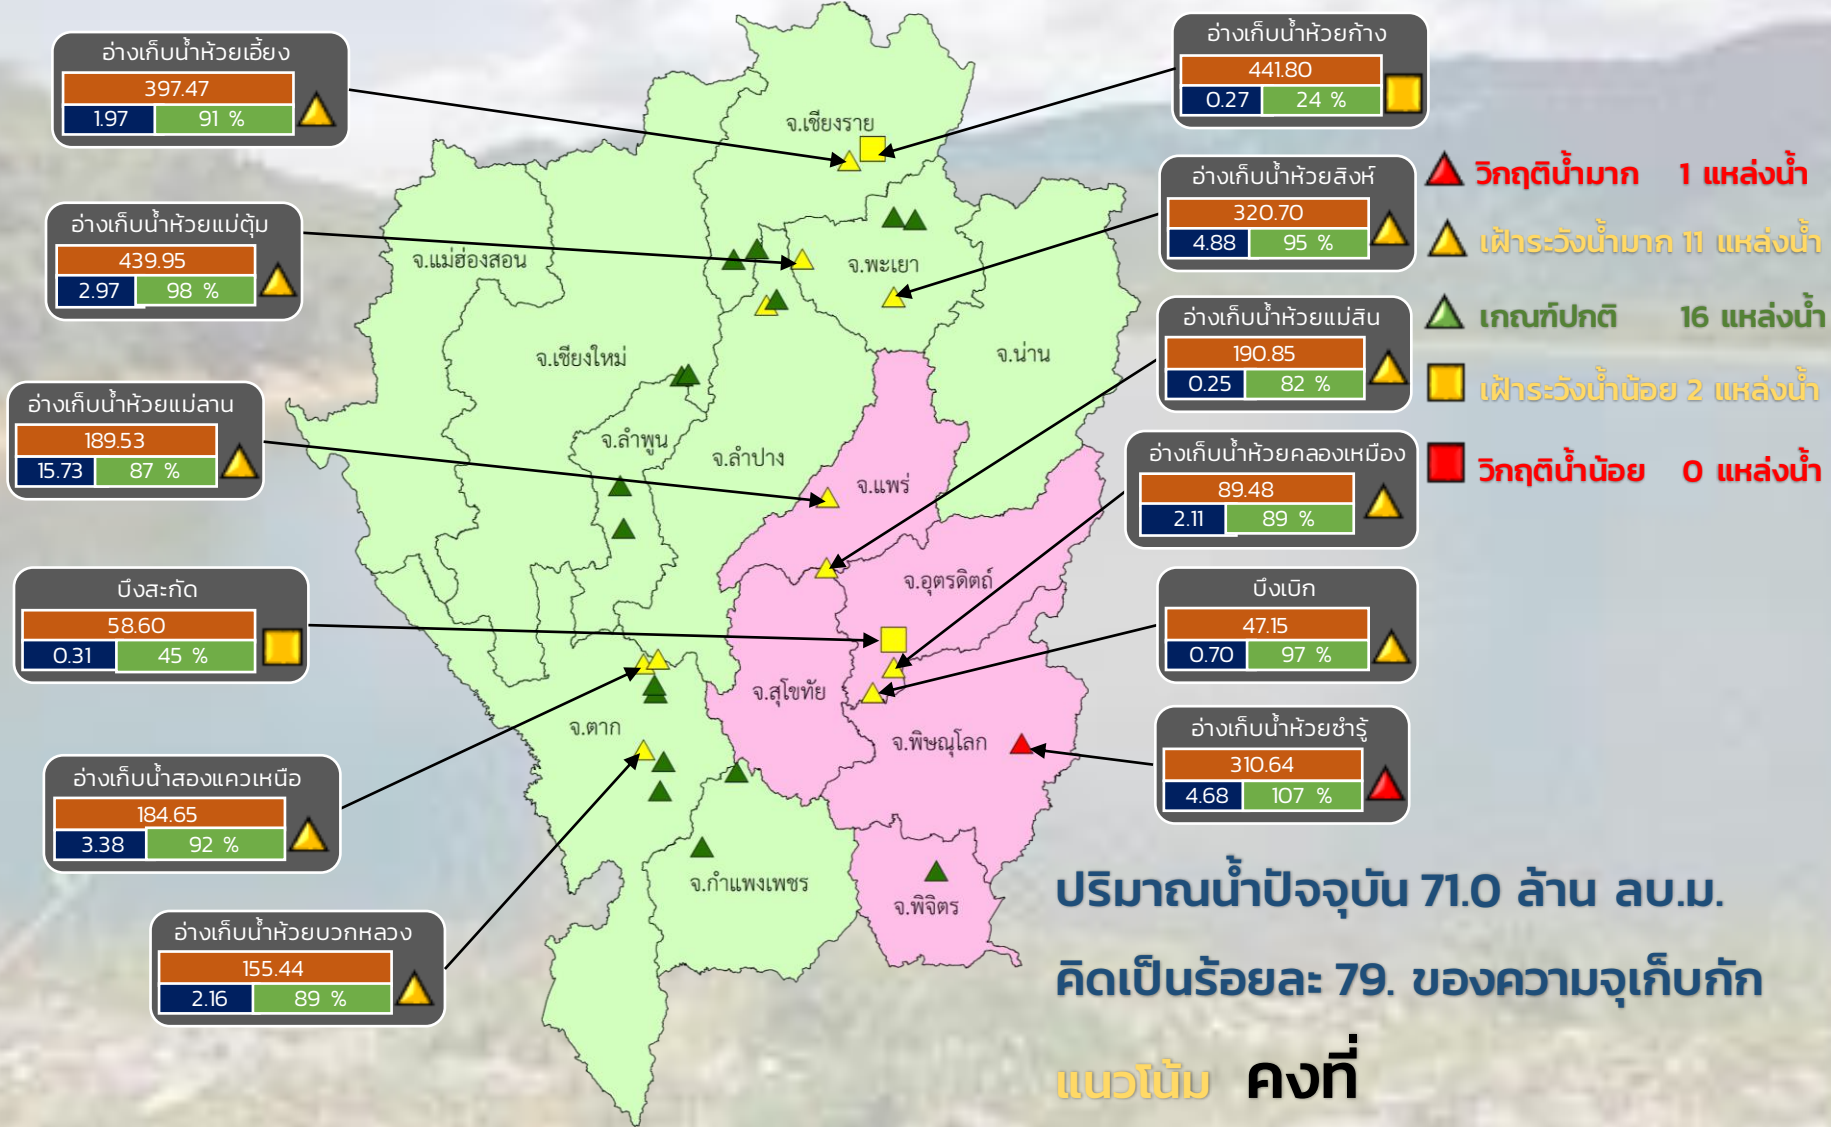 อ่างเก็บน้ำห้วยเอี้ยง
397.47
1.97 91 %
อ่างเก็บน้ำห้วยแม่ตุ้ม
439.95
2.97 98 %
อ่างเก็บน้ำห้วยแม่ลาน
189.53
15.73 87 %
บึงสะกัด
58.60
0.31 45 %
อ่างเก็บน้ำสองแควเหนือ
184.65
3.38 92 %
อ่างเก็บน้ำห้วยบวกหลวง
155.44
2.16 89 %
จ.เชียงราย
จ.แม่ฮ่องสอน
จ.พะเยา
จ.เชียงใหม่
จ.น่าน
จ.ลำพูน
จ.ลำปาง
จ.แพร่
จ.อุตรดิตถ์
จ.สุโขทัย
จ.ตาก
จ.พิษณุโลก
จ.กำแพงเพชร
จ.พิจิตร
อ่างเก็บน้ำห้วยก้าง
441.80
0.27 24 %
อ่างเก็บน้ำห้วยสิงห์
320.70
4.88 95 %
อ่างเก็บน้ำห้วยแม่สิน
190.85
0.25 82 %
อ่างเก็บน้ำห้วยคลองเหมือง
89.48
2.11 89 %
บึงเบิก
47.15
0.70 97 %
อ่างเก็บน้ำห้วยซำรู้
310.64
4.68 107 %
วิกฤติน้ำมาก 1 แหล่งน้ำ
เฝ้าระวังน้ำมาก 11 แหล่งน้ำ
เกณฑ์ปกติ 16 แหล่งน้ำ
เฝ้าระวังน้ำน้อย 2 แหล่งน้ำ
วิกฤติน้ำน้อย 0 แหล่งน้ำ
ปริมาณน้ำปัจจุบัน 71.0 ล้าน ลบ.ม.
คิดเป็นร้อยละ 79. ของความจุเก็บกัก
แนวโน้ม คงที่